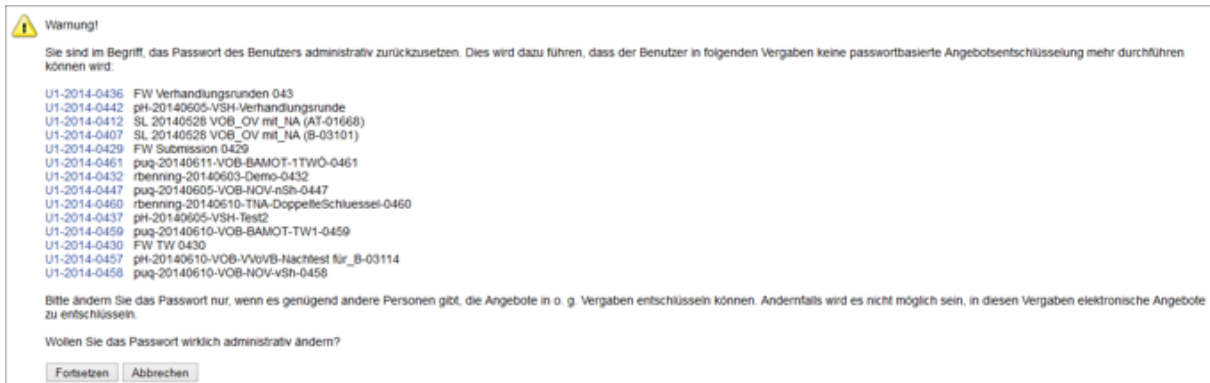 Warnung!
Sie sind im Begriff, das Passwort des Benutzers administrativ zurückzusetzen. Dies wird dazu führen, dass der Benutzer in folgenden Vergaben keine passwortbasierte Angebotsentschlüsselung mehr durchführen
können wird:
U1-2014-0436 FW Verhandlungsrunden 043
U1-2014-0442 pH-20140605-VSH-Verhandlungsrunde
U1-2014-0412 SL 20140528 VOB_OV mit_NA (AT-01668)
U1-2014-0407 SL 20140528 VOB_OV mit_NA (B-03101)
U1-2014-0429 FW Submission 0429
U1-2014-0461 puq-20140611-VOB-BAMOT-1TWÖ-0461
U1-2014-0432 rbenning-20140603-Demo-0432
U1-2014-0447 puq-20140605-VOB-NOV-nSh-0447
U1-2014-0460 rbenning-20140610-TNA-DoppelteSchluessel-0460
U1-2014-0437 pH-20140605-VSH-Test2
U1-2014-0459 puq-20140610-VOB-BAMOT-TW1-0459
U1-2014-0430 FW TW 0430
U1-2014-0457 pH-20140610-VOB-VVöVB-Nachtest für_B-03114
U1-2014-0458 puq-20140610-VOB-NOV-vSh-0458
Bitte ändern Sie das Passwort nur, wenn es genügend andere Personen gibt, die Angebote in o. g. Vergaben entschlüsseln können. Andernfalls wird es nicht möglich sein, in diesen Vergaben elektronische Angebote
zu entschlüsseln.
Wollen Sie das Passwort wirklich administrativ ändern?
Fortsetzen Abbrechen